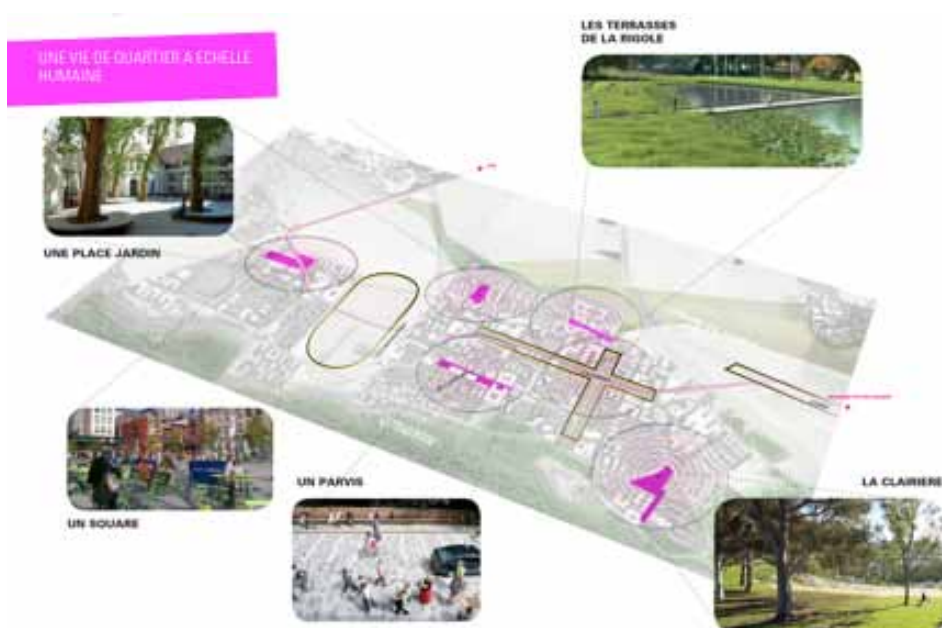 UNE VIE DE QUARTIER A ECHELLE
HUMAINE
LES TERRASSES
DE LA RIGOLE
UNE PLACE JARDIN
UN SQUARE
UN PARVIS
LA CLAIRIERE